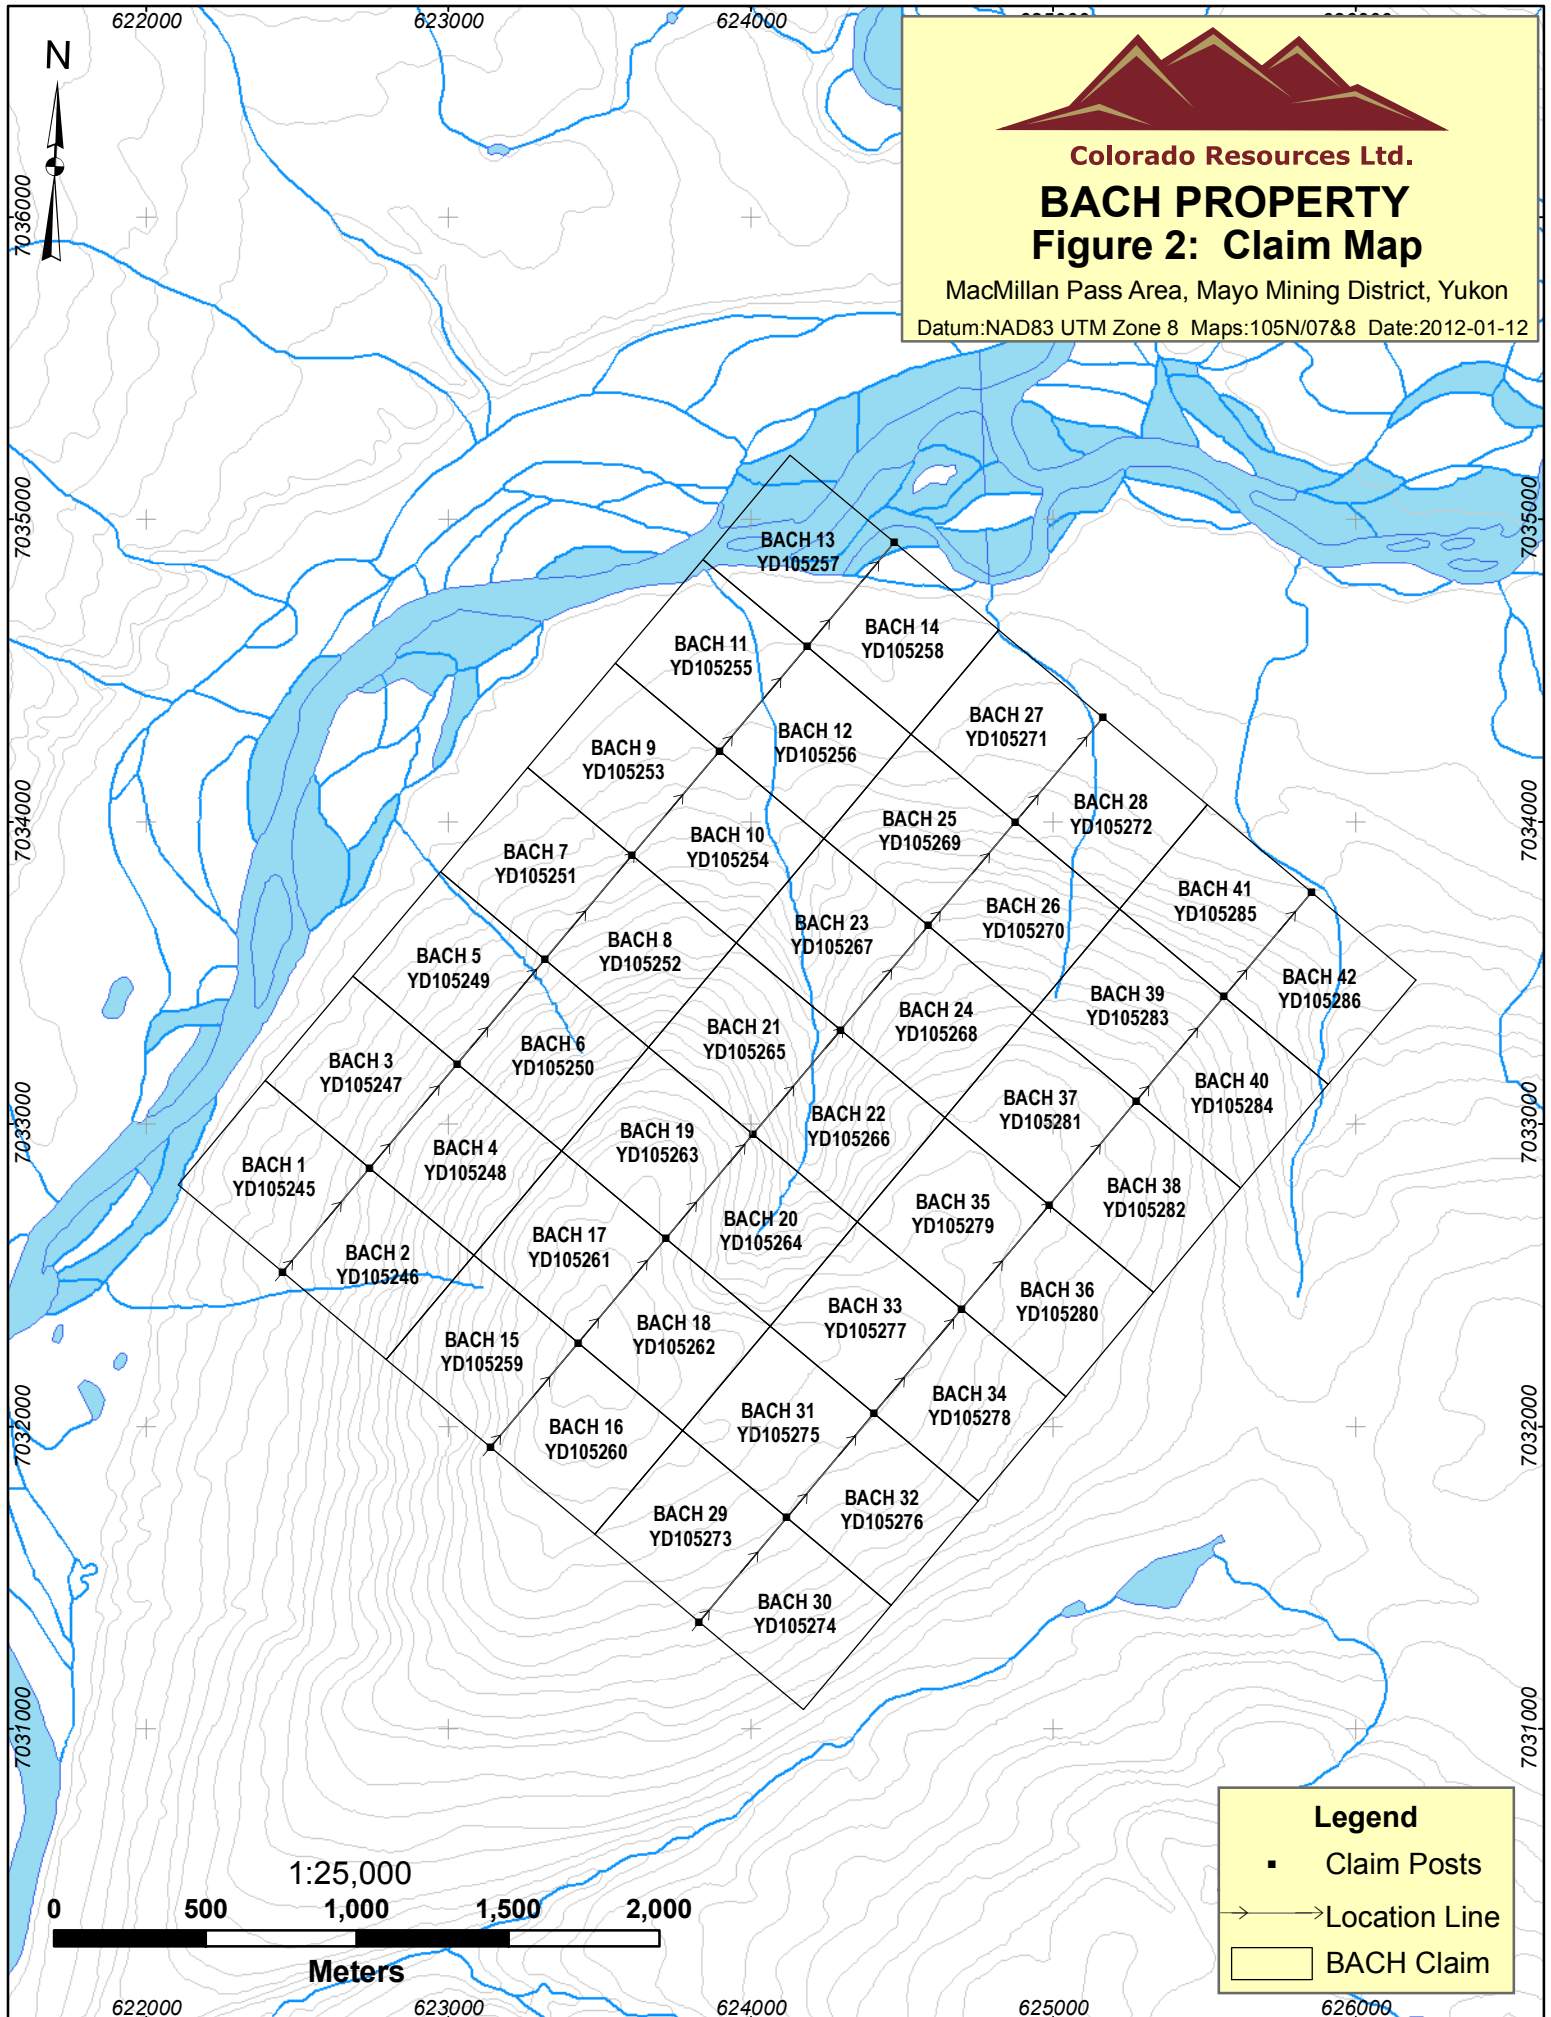 622000
623000
624000
N
Colorado Resources Ltd.
BACH PROPERTY
Figure 2: Claim Map
MacMillan Pass Area, Mayo Mining District, Yukon
Datum:NAD83 UTM Zone 8 Maps:105N/07&8 Date:2012-01-12
7036000
7035000
7035000
BACH 13
YD105257
BACH 14
YD105258
BACH 11
YD105255
BACH 27
YD105271
BACH 12
YD105256
BACH 9
YD105253
7034000
7034000
BACH 28
YD105272
BACH 25
YD105269
BACH 10
YD105254
BACH 7
YD105251
BACH 41
YD105285
BACH 26
YD105270
BACH 23
YD105267
BACH 8
YD105252
BACH 5
YD105249
BACH 42
YD105286
BACH 39
YD105283
BACH 24
YD105268
BACH 21
YD105265
BACH 6
YD105250
BACH 3
YD105247
7033000
7033000
BACH 40
YD105284
BACH 37
YD105281
BACH 22
YD105266
BACH 19
YD105263
BACH 4
YD105248
BACH 1
YD105245
BACH 38
YD105282
BACH 35
YD105279
BACH 20
YD105264
BACH 17
YD105261
BACH 2
YD105246
BACH 36
YD105280
BACH 33
YD105277
BACH 18
YD105262
BACH 15
YD105259
7032000
7032000
BACH 34
YD105278
BACH 31
YD105275
BACH 16
YD105260
BACH 32
YD105276
BACH 29
YD105273
BACH 30
YD105274
7031000
7031000
1:25,000
0 500 1,000 1,500 2,000
Meters
Legend
Claim Posts
Location Line
BACH Claim
622000
623000
624000
625000
626000